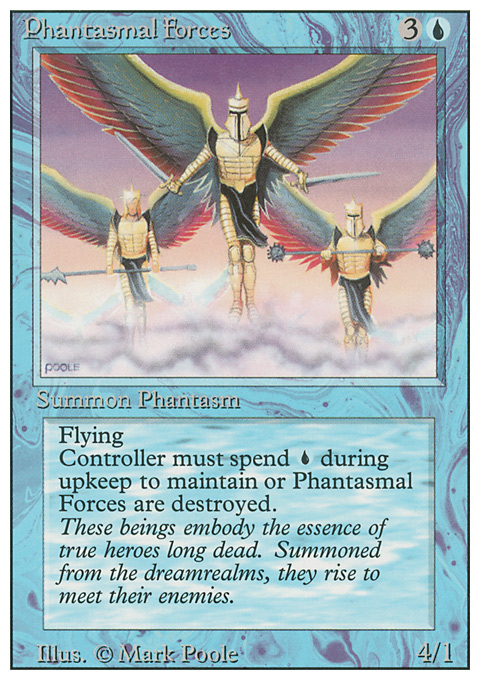 Phantasmal Forces 3
POOLE
Summon Phantasm
Flying
Controller must spend during
upkeep to maintain or Phantasmal
Forces are destroyed.
These beings embody the essence of
true heroes long dead. Summoned
from the dreamrealms, they rise to
meet their enemies.
Illus. © Mark Poole 4/1